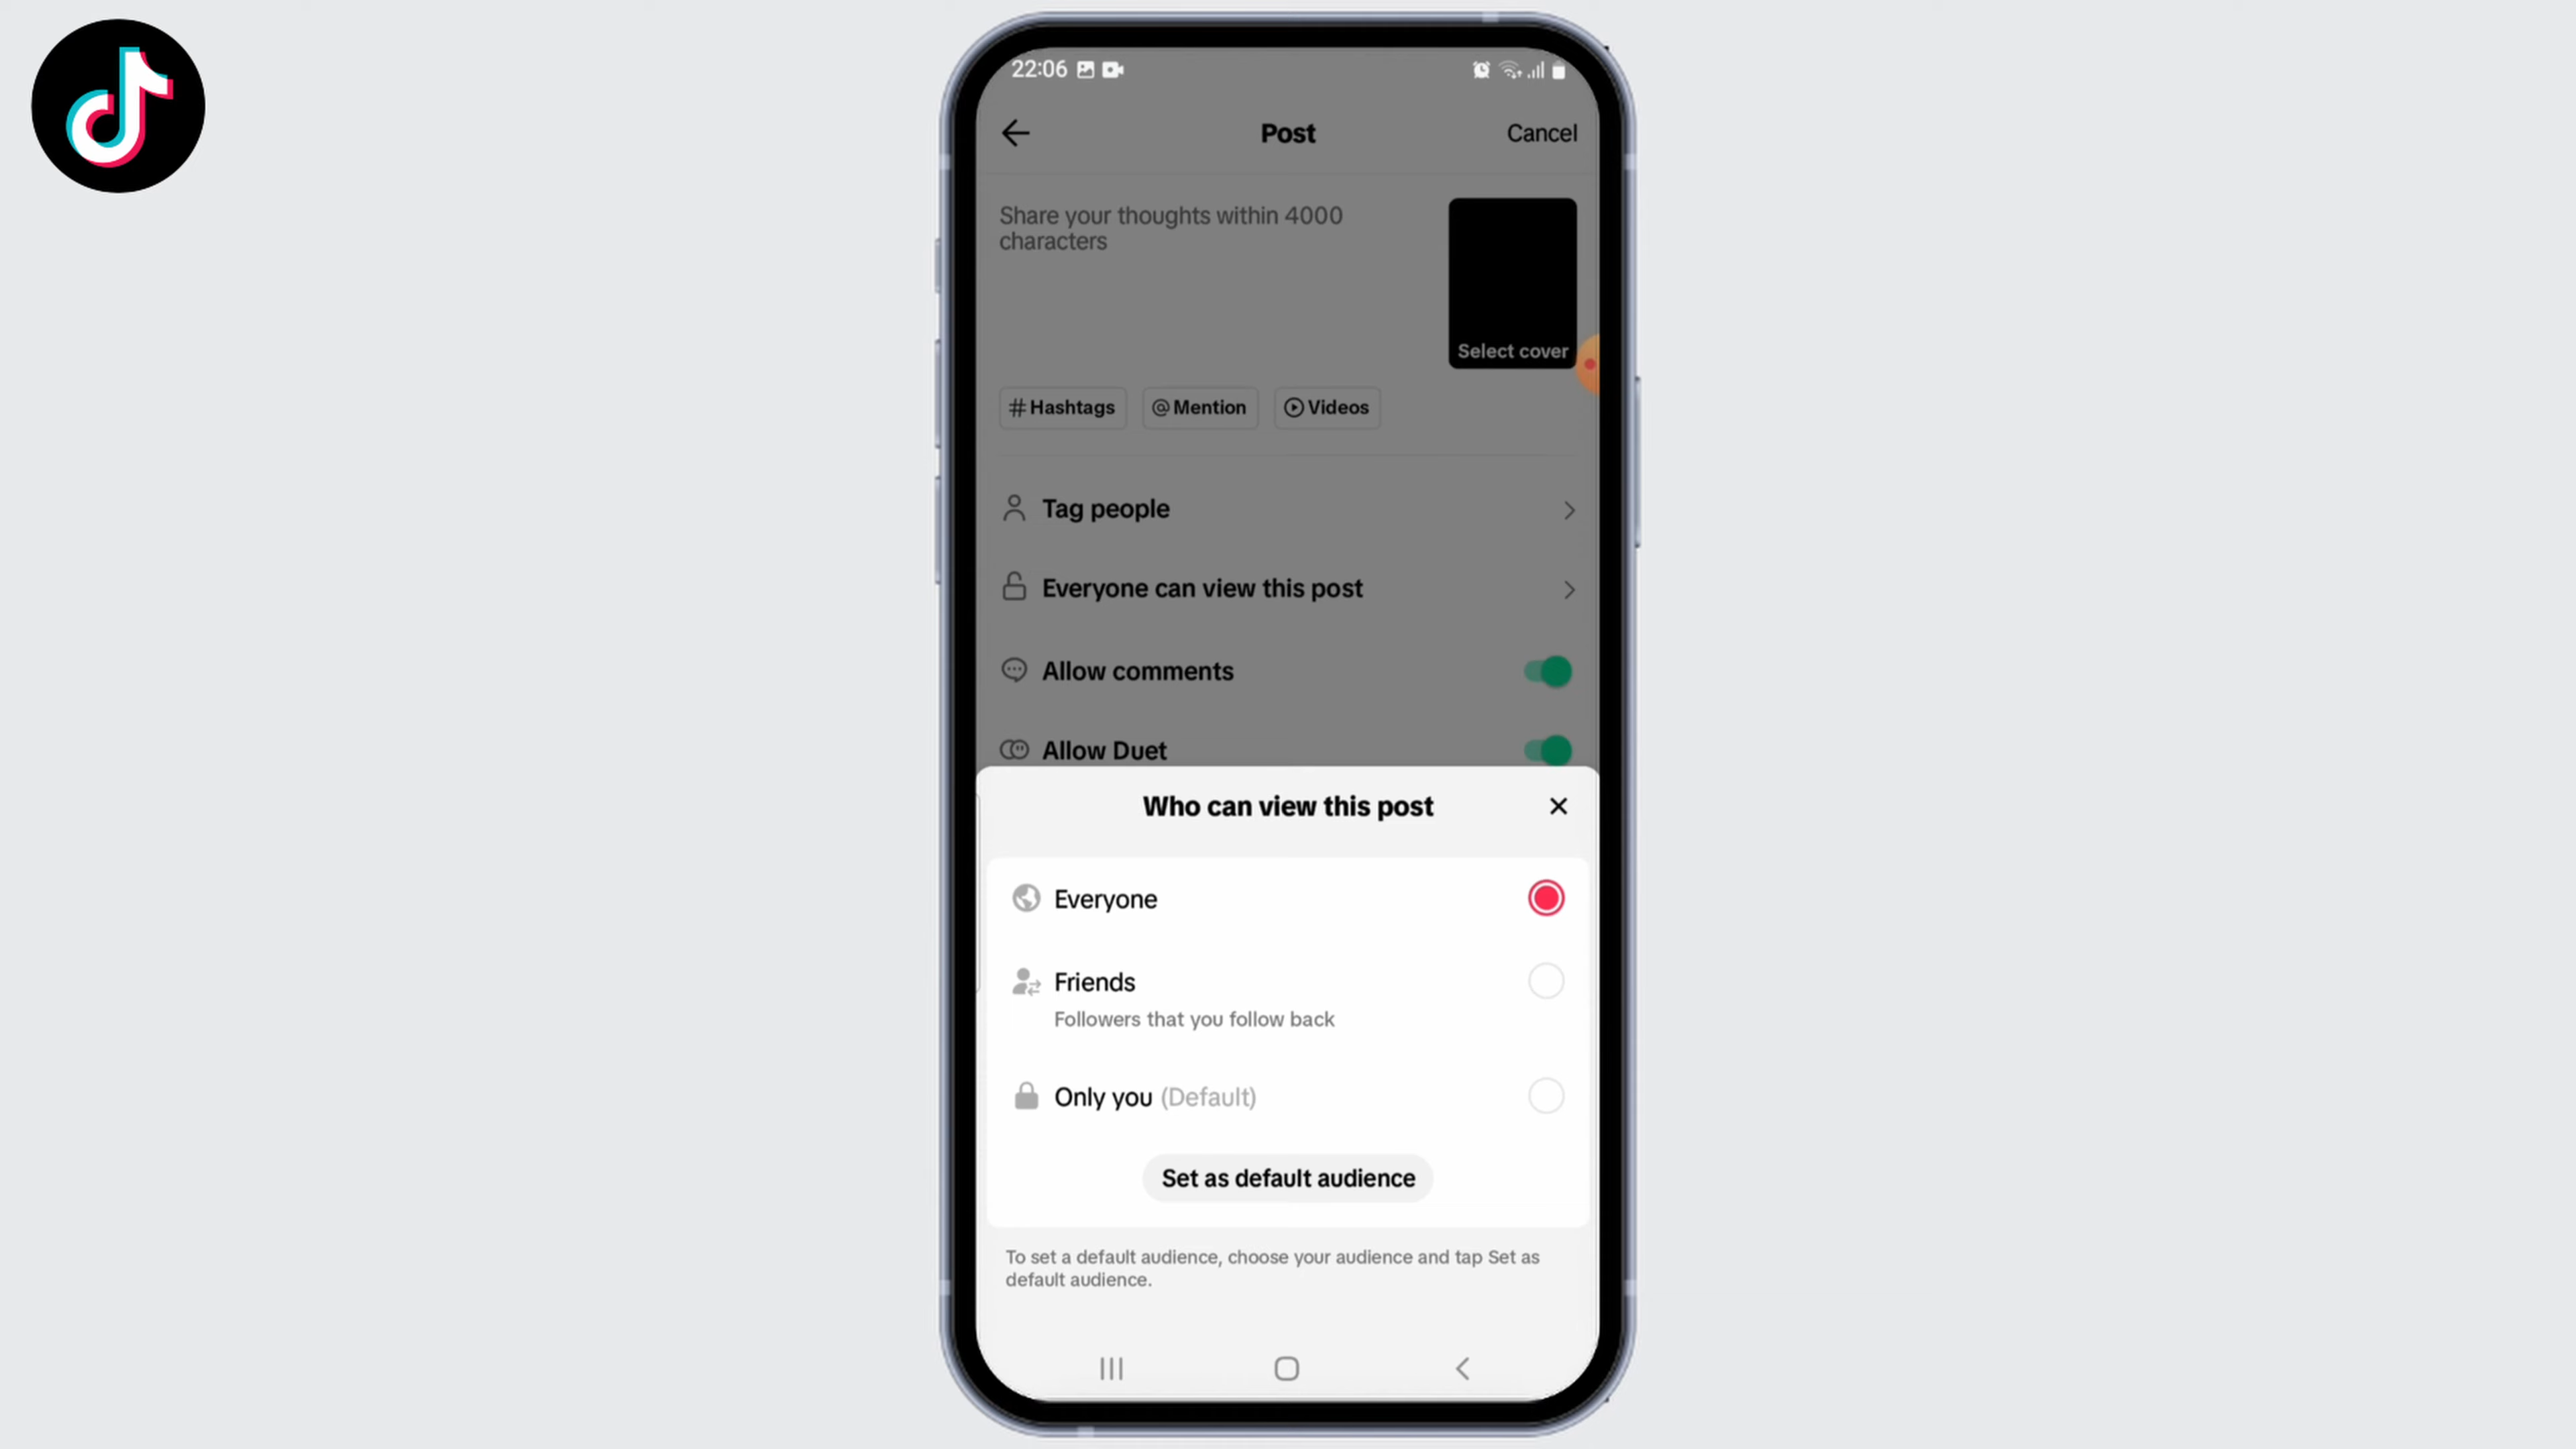 22:06
Post
Cancel
Share your thoughts within 4000
characters
Select cover
#Hashtags
@Mention
Videos
Tag people
Everyone can view this post
Allow comments
Allow Duet
Who can view this post
Everyone
Friends
Followers that you follow back
Only you (Default)
Set as default audience
To set a default audience, choose your audience and tap Set as
default audience.